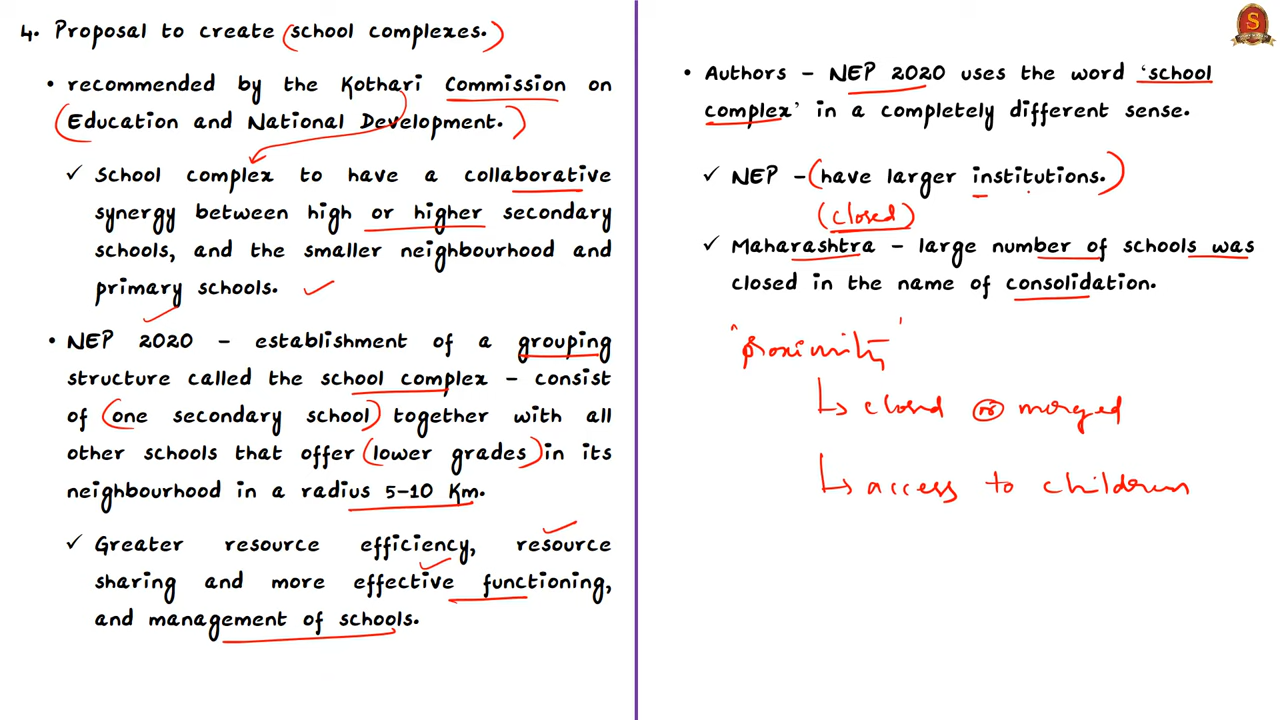 4. Proposal to create (school complexes.)
• recommended by the Kothari Commission on
(Education and National Development.)
✓ School complex to have a collaborative
synergy between high or higher secondary
schools, and the smaller neighbourhood and
primary schools.
• NEP 2020 - establishment of a grouping
structure called the school complex - consist
of (one secondary school) together with all
other schools that offer (lower grades) in its
neighbourhood in a radius 5-10 Km.
✓ Greater resource efficiency, resource
sharing and more effective functioning,
and management of schools.
S
• Authors - NEP 2020 uses the word 'school
complex' in a completely different sense.
✓ NEP - (have larger institutions.)
(closed)
✓ Maharashtra - large number of schools was
closed in the name of consolidation.
"proximity"
↳ closed or merged
↳ access to children